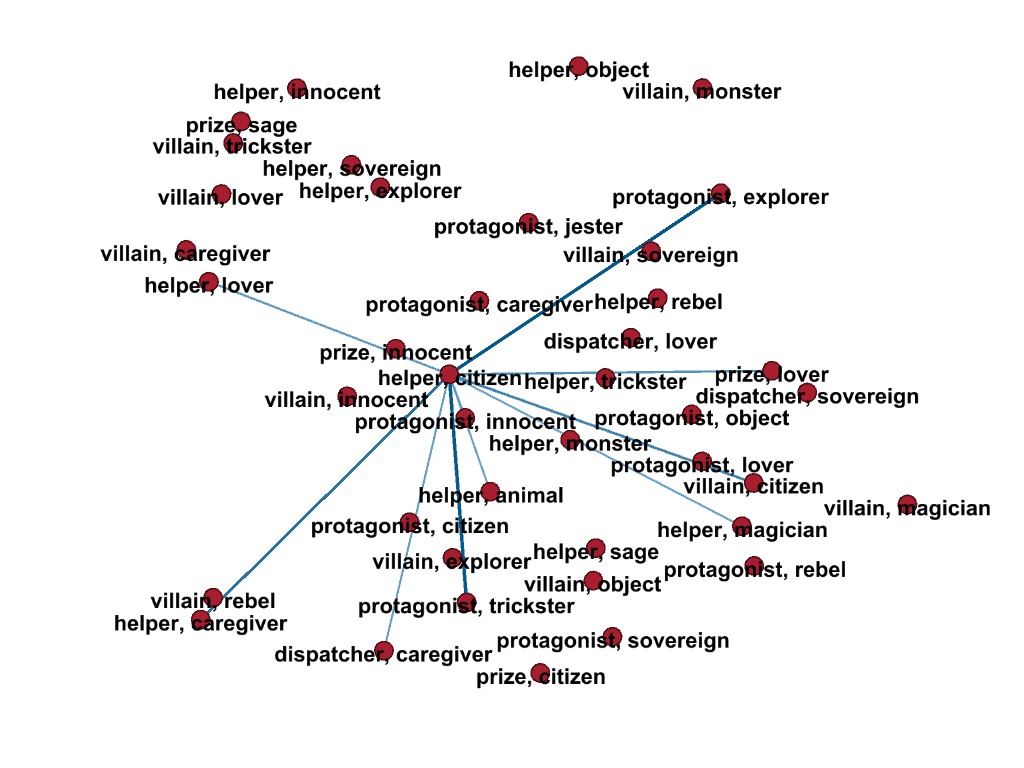 helper, object
helper, innocent
villain, monster
prize, sage
villain, trickster
helper, sovereign
helper, explorer
villain, lover
protagonist, explorer
protagonist, jester
villain, caregiver
villain, sovereign
helper, lover
protagonist, caregiver
helper, rebel
dispatcher, lover
prize, innocent
helper, citizen
helper, trickster
prize, lover
villain, innocent
dispatcher, sovereign
protagonist, innocent
protagonist, object
helper, monster
protagonist, lover
villain, citizen
helper, animal
villain, magician
protagonist, citizen
helper, magician
helper, sage
villain, explorer
protagonist, rebel
villain, object
villain, rebel
protagonist, trickster
helper, caregiver
protagonist, sovereign
dispatcher, caregiver
prize, citizen